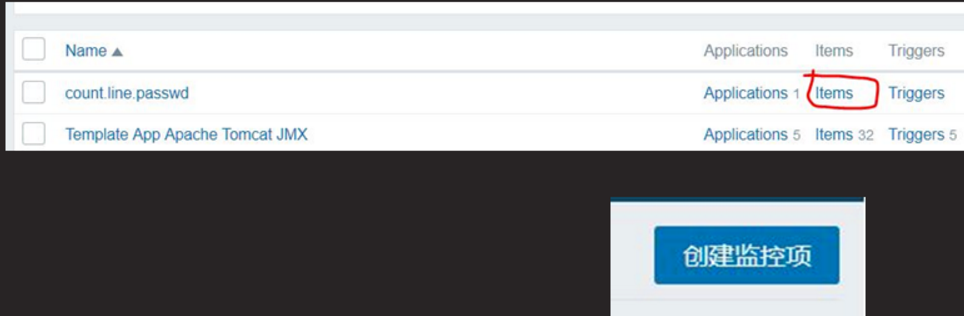 Name ▲ Applications Items Triggers
count.line.passwd Applications 1 Items Triggers
Template App Apache Tomcat JMX Applications 5 Items 32 Triggers 5
创建监控项